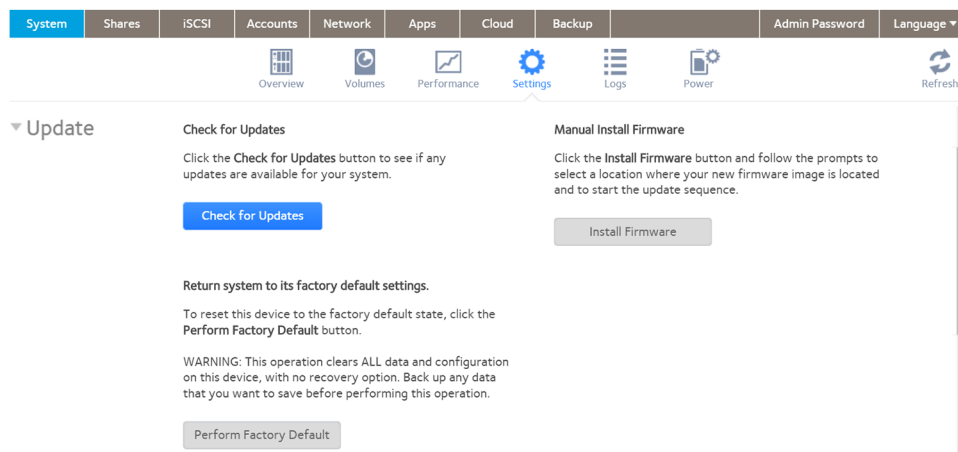 System Shares iSCSI Accounts Network Apps Cloud Backup Admin Password Language
Overview Volumes Performance Settings Logs Power Refresh
Update
Check for Updates
Click the Check for Updates button to see if any
updates are available for your system.
Check for Updates
Manual Install Firmware
Click the Install Firmware button and follow the prompts to
select a location where your new firmware image is located
and to start the update sequence.
Install Firmware
Return system to its factory default settings.
To reset this device to the factory default state, click the
Perform Factory Default button.
WARNING: This operation clears ALL data and configuration
on this device, with no recovery option. Back up any data
that you want to save before performing this operation.
Perform Factory Default